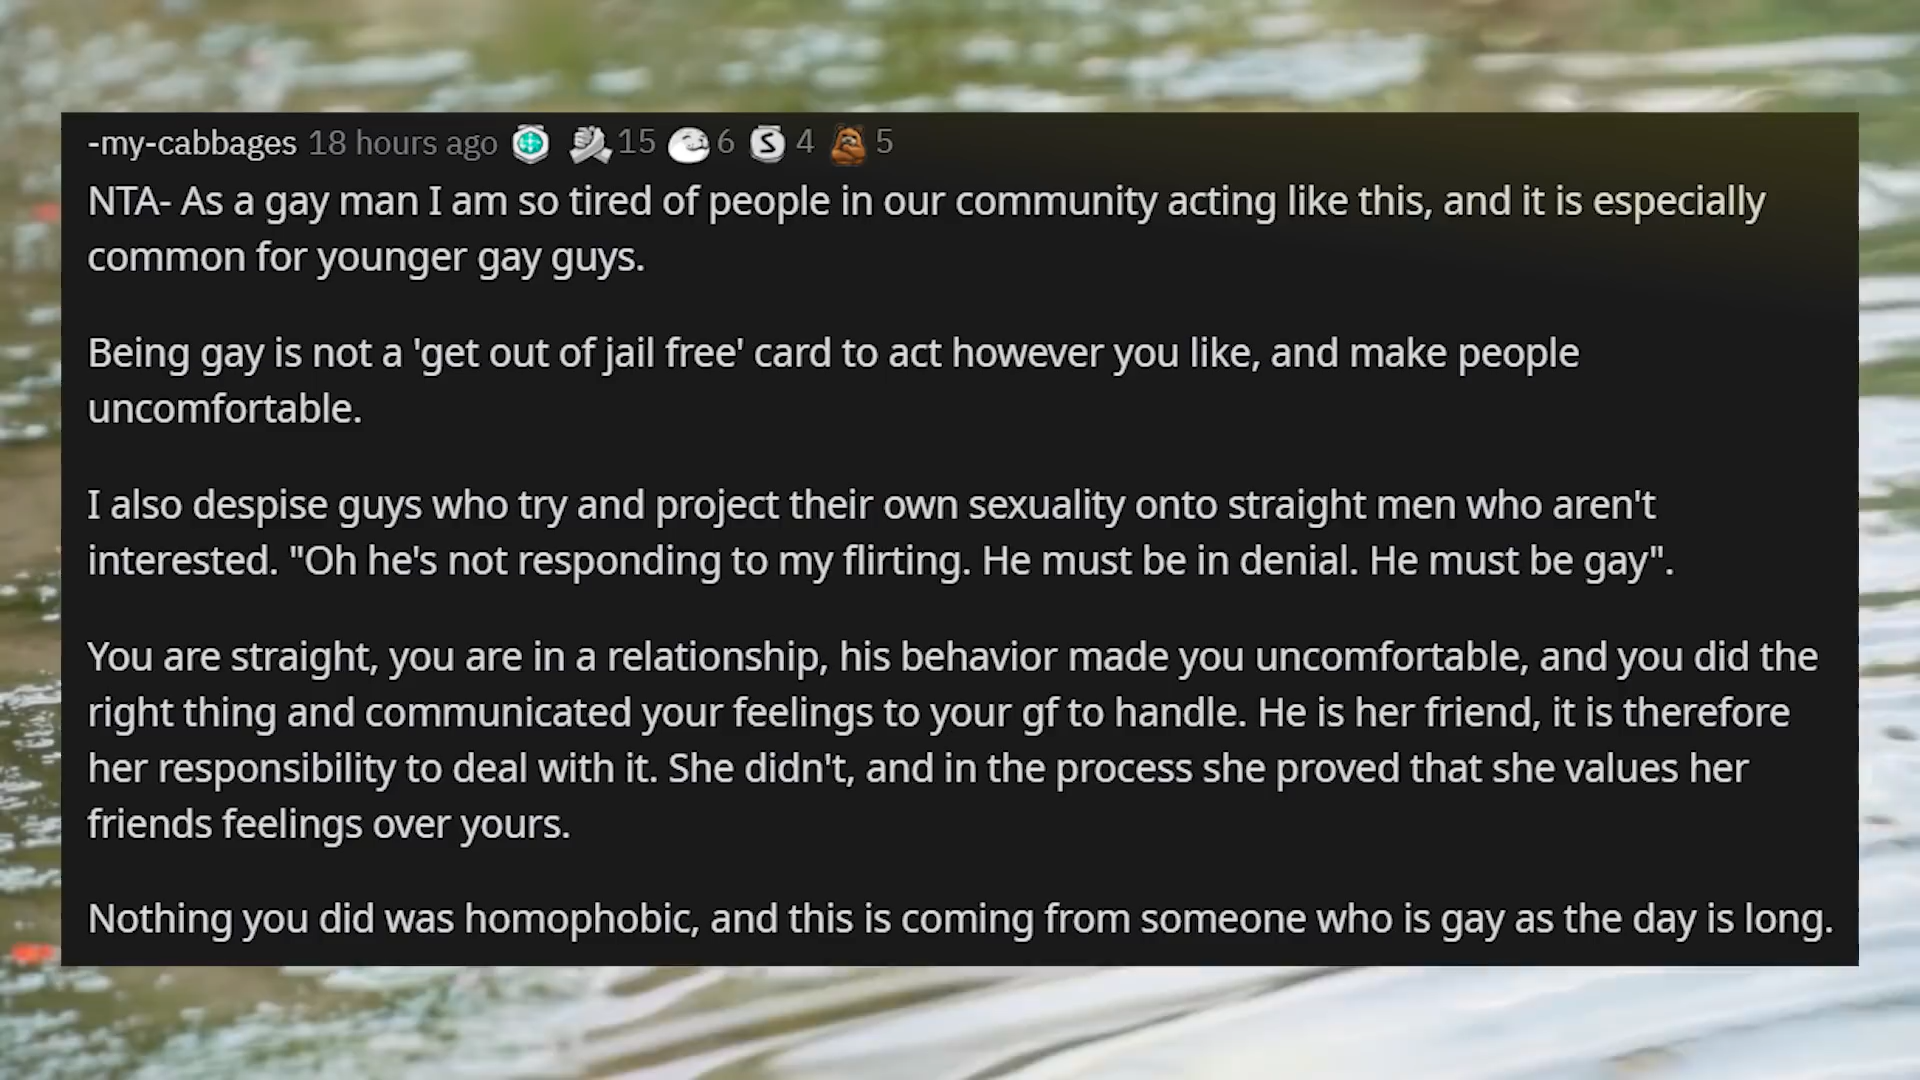 -my-cabbages 18 hours ago 15 6 S 4 5
NTA- As a gay man I am so tired of people in our community acting like this, and it is especially
common for younger gay guys.
Being gay is not a 'get out of jail free' card to act however you like, and make people
uncomfortable.
I also despise guys who try and project their own sexuality onto straight men who aren't
interested. "Oh he's not responding to my flirting. He must be in denial. He must be gay".
You are straight, you are in a relationship, his behavior made you uncomfortable, and you did the
right thing and communicated your feelings to your gf to handle. He is her friend, it is therefore
her responsibility to deal with it. She didn't, and in the process she proved that she values her
friends feelings over yours.
Nothing you did was homophobic, and this is coming from someone who is gay as the day is long.